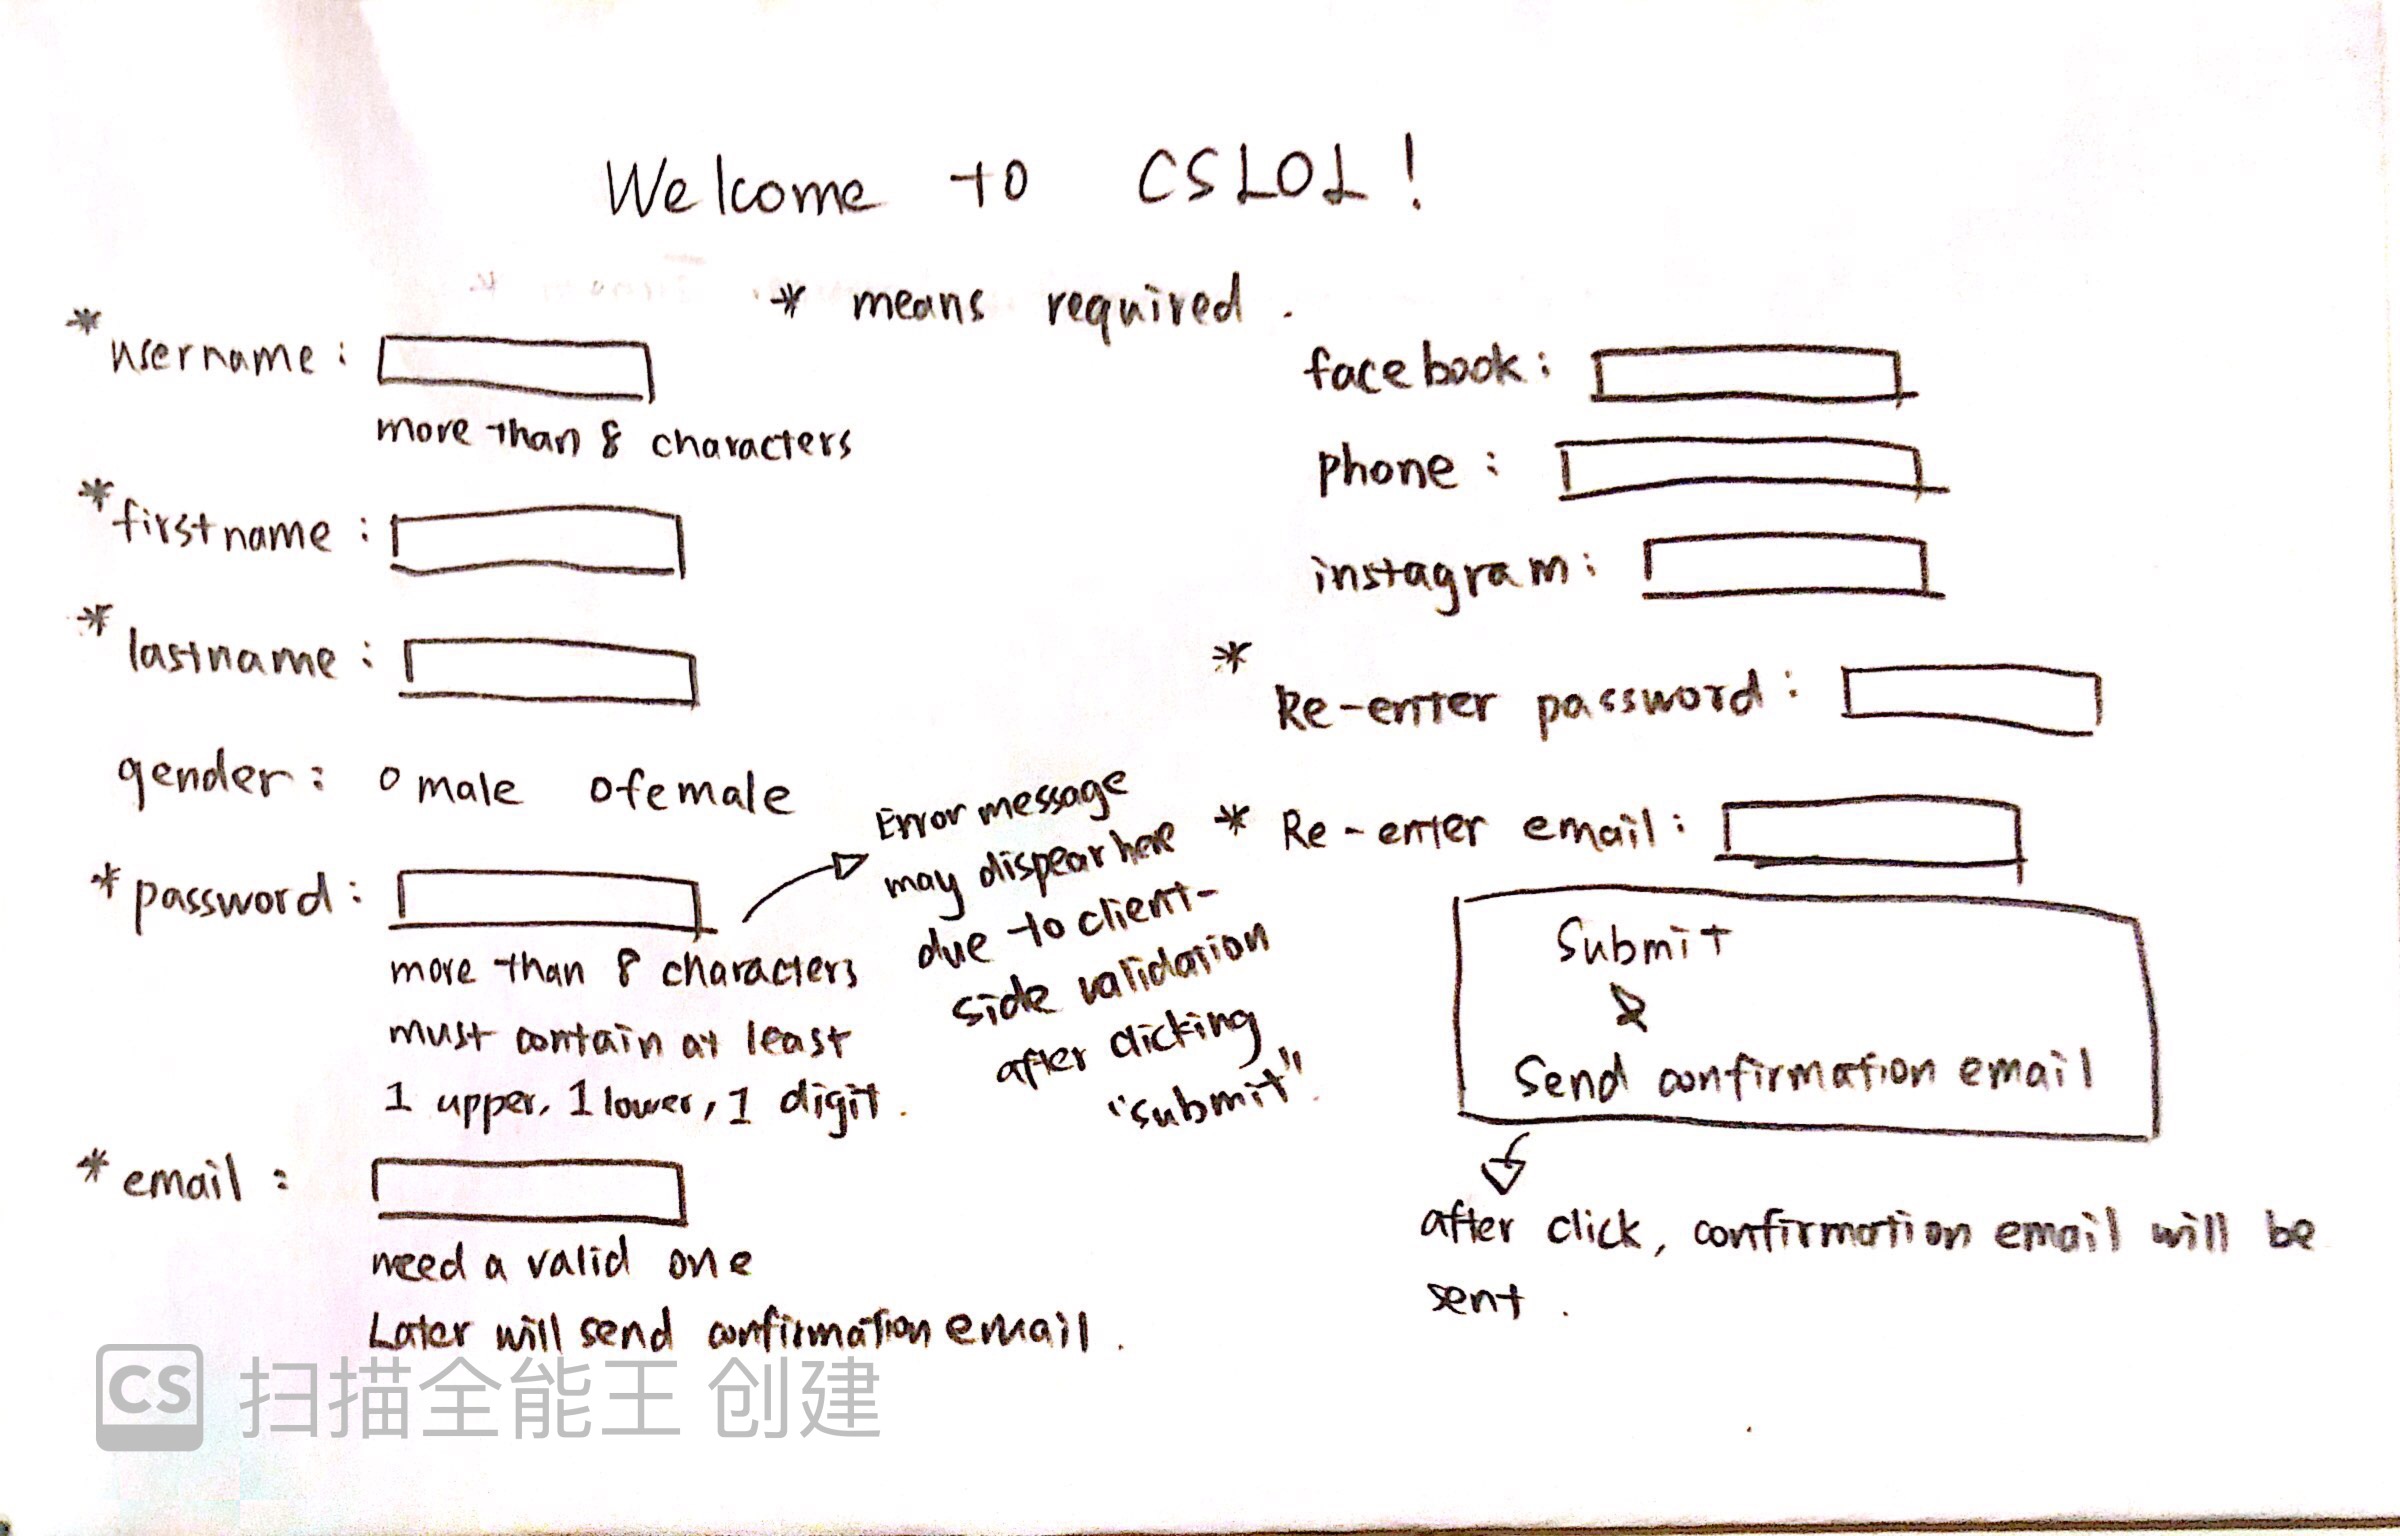 Welcome to CSLOL!
* means required.
*username:
more than 8 characters
*firstname:
*lastname:
gender: o male o female
*password:
more than 8 characters
must contain at least
1 upper, 1 lower, 1 digit.
*email:
need a valid one
Later will send confirmation email.
Error message
may dispear here
due to client-
side validation
after clicking
"submit".
facebook:
phone:
instagram:
*
Re-enter password:
* Re-enter email:
Submit
&
Send confirmation email
after click, confirmation email will be
sent.
CS 扫描全能王 创建